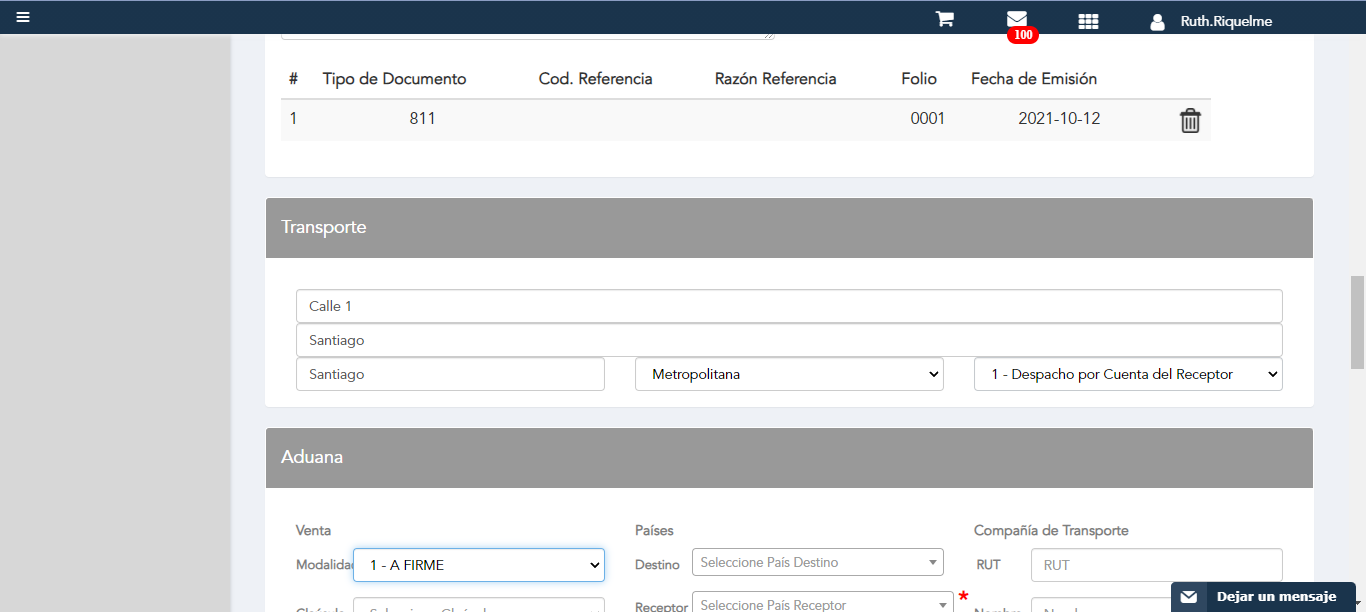 100
Ruth.Riquelme
# Tipo de Documento Cod. Referencia Razón Referencia Folio Fecha de Emisión
1 811 0001 2021-10-12
Transporte
Calle 1
Santiago
Santiago Metropolitana 1 - Despacho por Cuenta del Receptor
Aduana
Venta Países Compañía de Transporte
Modalidad 1 - A FIRME Destino Seleccione País Destino RUT RUT
Receptor Seleccione País Receptor *
Dejar un mensaje